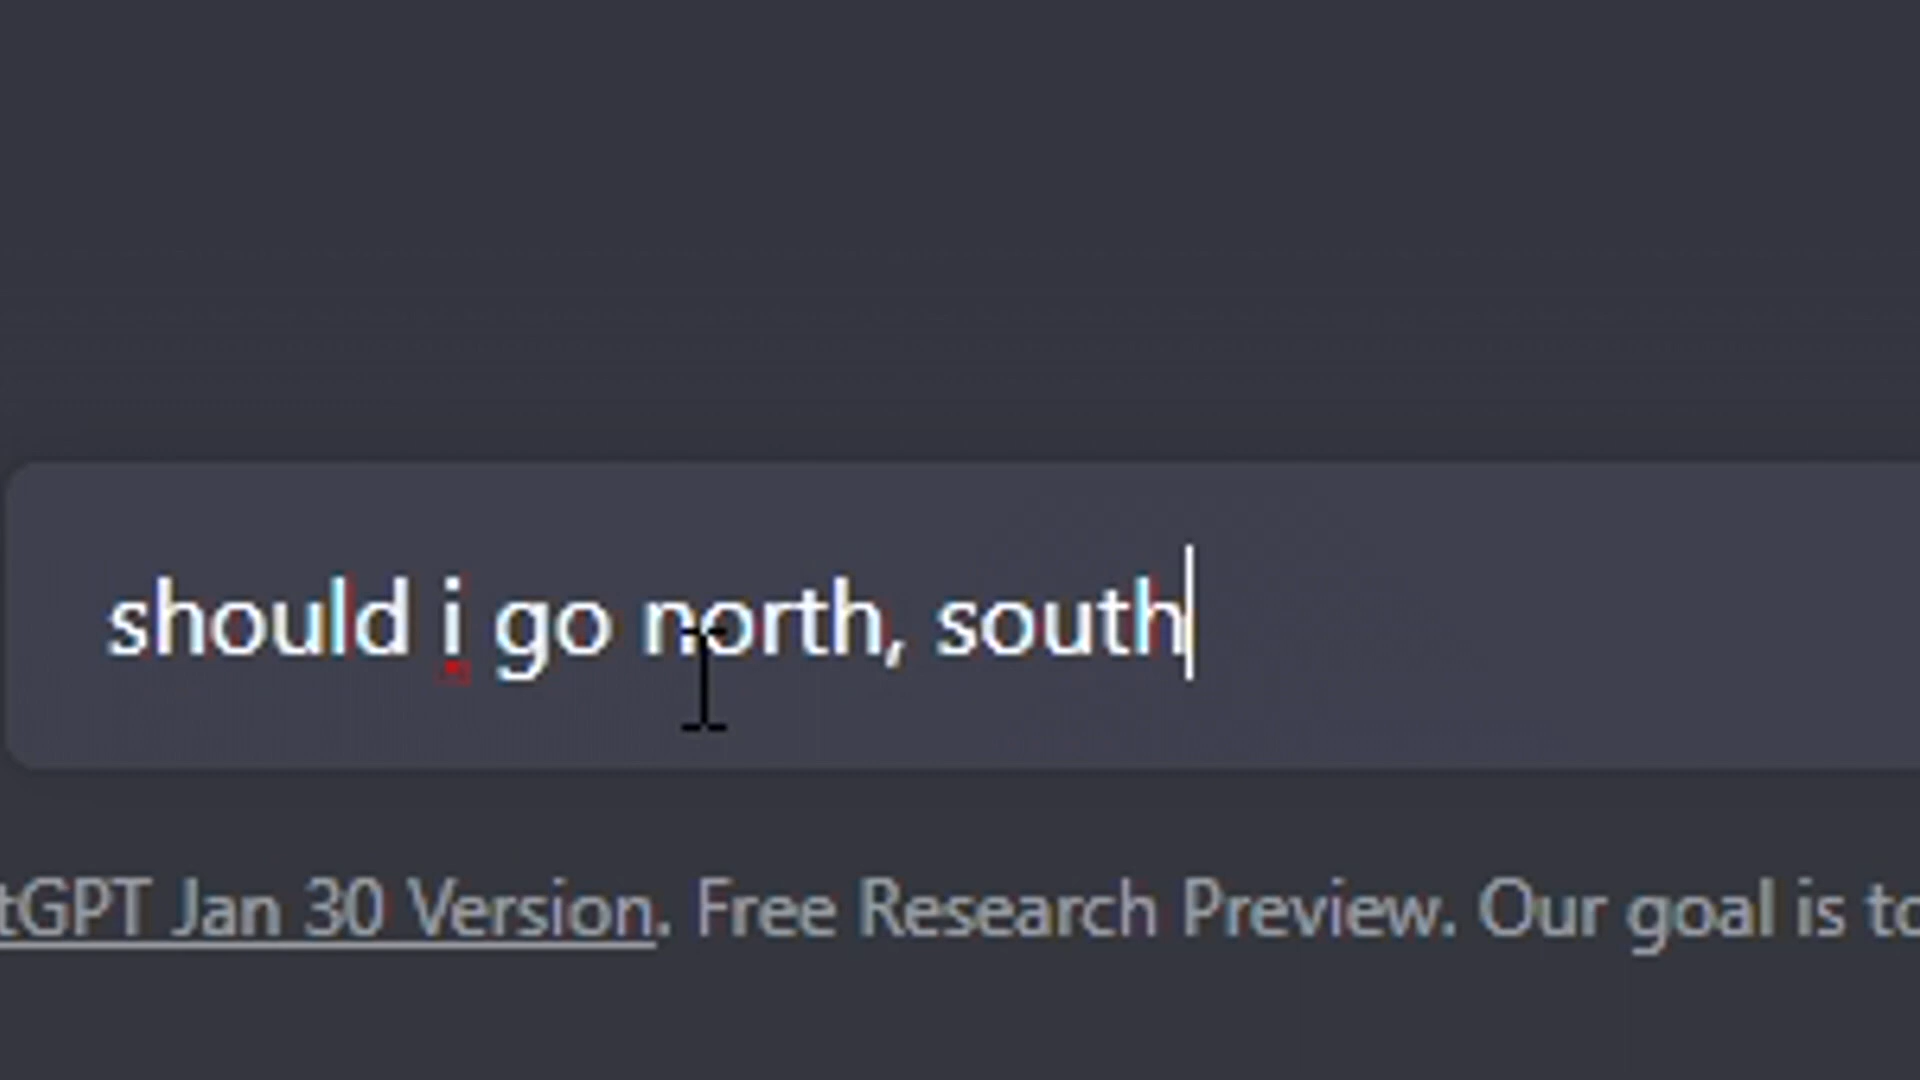 should i go north, south
tGPT Jan 30 Version. Free Research Preview. Our goal is to